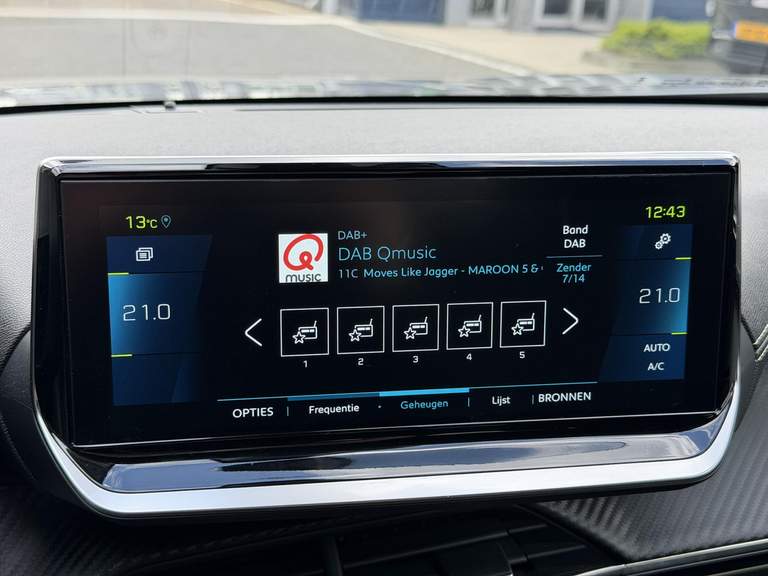 13°C
12:43
Q
MUSIC
DAB+
DAB Qmusic
11C Moves Like Jagger - MAROON 5 &
Band
DAB
Zender
7/14
21.0
21.0
1 2 3 4 5
AUTO
A/C
OPTIES Frequentie Geheugen Lijst BRONNEN